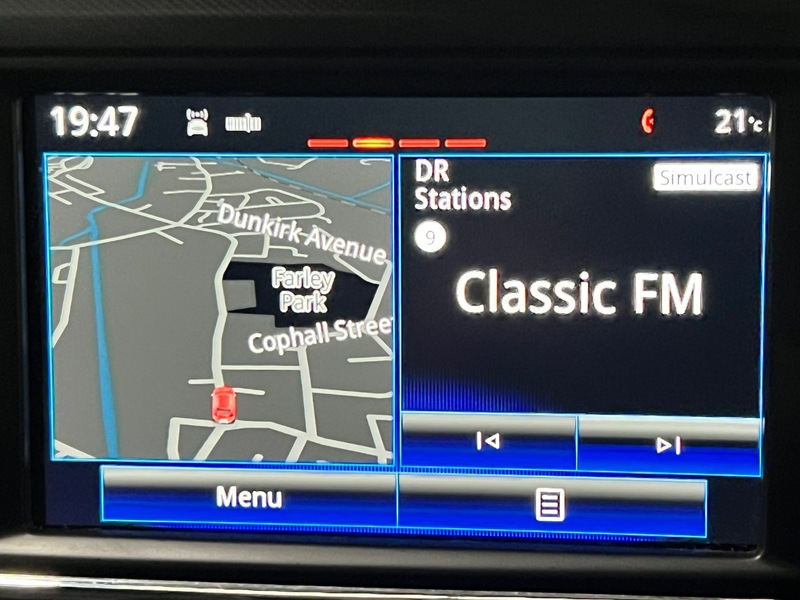 19:47
21°c
Dunkirk Avenue
Farley
Park
Cophall Stree
DR
Stations
Simulcast
9
Classic FM
Menu